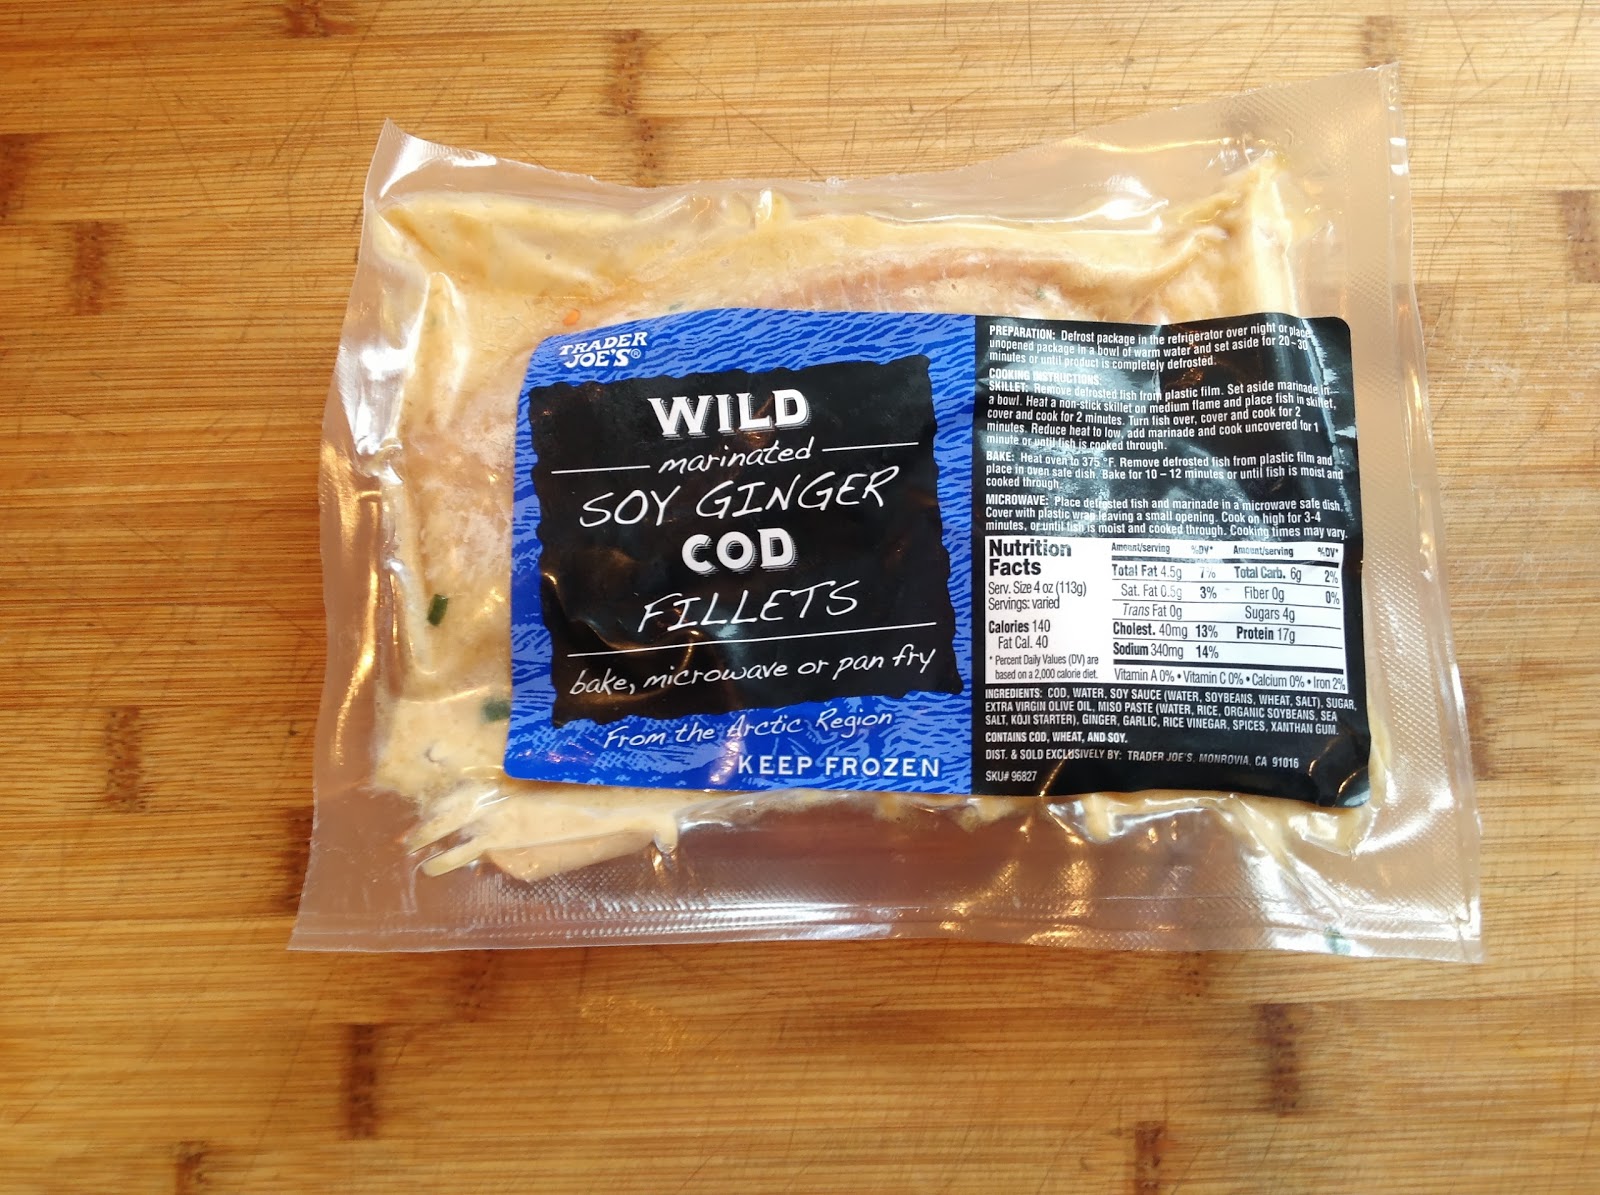 TRADER
JOE'S®
WILD
marinated
SOY GINGER
COD
FILLETS
bake, microwave or pan fry
From the Arctic Region
KEEP FROZEN
PREPARATION: Defrost package in the refrigerator over night or place
unopened package in a bowl of warm water and set aside for 20-30
minutes or until product is completely defrosted.
COOKING INSTRUCTIONS:
SKILLET: Remove defrosted fish from plastic film. Set aside marinade in
a bowl. Heat a non-stick skillet on medium flame and place fish in skillet,
cover and cook for 2 minutes. Turn fish over, cover and cook for 2
minutes. Reduce heat to low, add marinade and cook uncovered for 1
minute or until fish is cooked through.
BAKE: Heat oven to 375 °F. Remove defrosted fish from plastic film and
place in oven safe dish. Bake for 10 – 12 minutes or until fish is moist and
cooked through.
MICROWAVE: Place defrosted fish and marinade in a microwave safe dish.
Cover with plastic wrap leaving a small opening. Cook on high for 3-4
minutes, or until fish is moist and cooked through. Cooking times may vary.
Nutrition
Facts
Serv. Size 4 oz (113g)
Servings: varied
Calories 140
Fat Cal. 40
* Percent Daily Values (DV) are
based on a 2,000 calorie diet.
Amount/serving %DV* Amount/serving %DV*
Total Fat 4.5g 7% Total Carb. 6g 2%
Sat. Fat 0.5g 3% Fiber 0g 0%
Trans Fat 0g Sugars 4g
Cholest. 40mg 13% Protein 17g
Sodium 340mg 14%
Vitamin A 0% • Vitamin C 0% • Calcium 0% • Iron 2%
INGREDIENTS: COD, WATER, SOY SAUCE (WATER, SOYBEANS, WHEAT, SALT), SUGAR,
EXTRA VIRGIN OLIVE OIL, MISO PASTE (WATER, RICE, ORGANIC SOYBEANS, SEA
SALT, KOJI STARTER), GINGER, GARLIC, RICE VINEGAR, SPICES, XANTHAN GUM.
CONTAINS COD, WHEAT, AND SOY.
DIST. & SOLD EXCLUSIVELY BY: TRADER JOE'S, MONROVIA, CA 91016
SKU# 96827